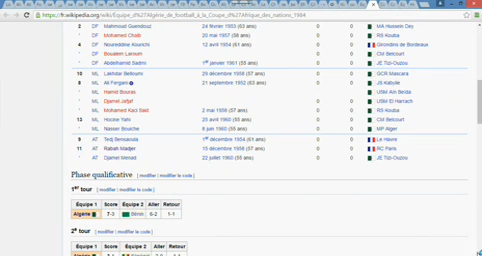 https://fr.wikipedia.org/wiki/Équipe_d%27Algérie_de_football_à_la_Coupe_d%27Afrique_des_nations_1984
2 DF Mahmoud Guendouz 24 février 1953 (63 ans) 0 0 MA Hussein Dey
DF Mohamed Chaib 20 mai 1957 (58 ans) 0 0 RS Kouba
4 DF Noureddine Kourichi 12 avril 1954 (61 ans) 0 0 Girondins de Bordeaux
DF Boualem Laroum 0 0 CM Belcourt
DF Abdelhamid Sadmi 1er janvier 1961 (55 ans) 0 0 JE Tizi-Ouzou
10 ML Lakhdar Belloumi 29 décembre 1958 (57 ans) 0 0 GCR Mascara
8 ML Ali Fergani 21 septembre 1952 (63 ans) 0 0 JS Kabylie
ML Hamid Bouras USM Aïn Beïda
ML Djamel Jafjaf 0 0 USM El Harrach
ML Mohamed Kaci Saïd 2 mai 1958 (57 ans) 0 0 RS Kouba
13 ML Hocine Yahi 25 avril 1960 (55 ans) 0 0 CM Belcourt
ML Nasser Bouiche 6 juin 1960 (55 ans) 0 0 MP Alger
9 AT Tedj Bensaoula 1er décembre 1954 (61 ans) 0 0 Le Havre
11 AT Rabah Madjer 15 décembre 1958 (57 ans) 0 0 RC Paris
AT Djamel Menad 22 juillet 1960 (55 ans) 0 0 JE Tizi-Ouzou
Phase qualificative [ modifier | modifier le code ]
1er tour [ modifier | modifier le code ]
Équipe 1 Score Équipe 2 Aller Retour
Algérie 7-3 Bénin 6-2 1-1
2e tour [ modifier | modifier le code ]
Équipe 1 Score Équipe 2 Aller Retour